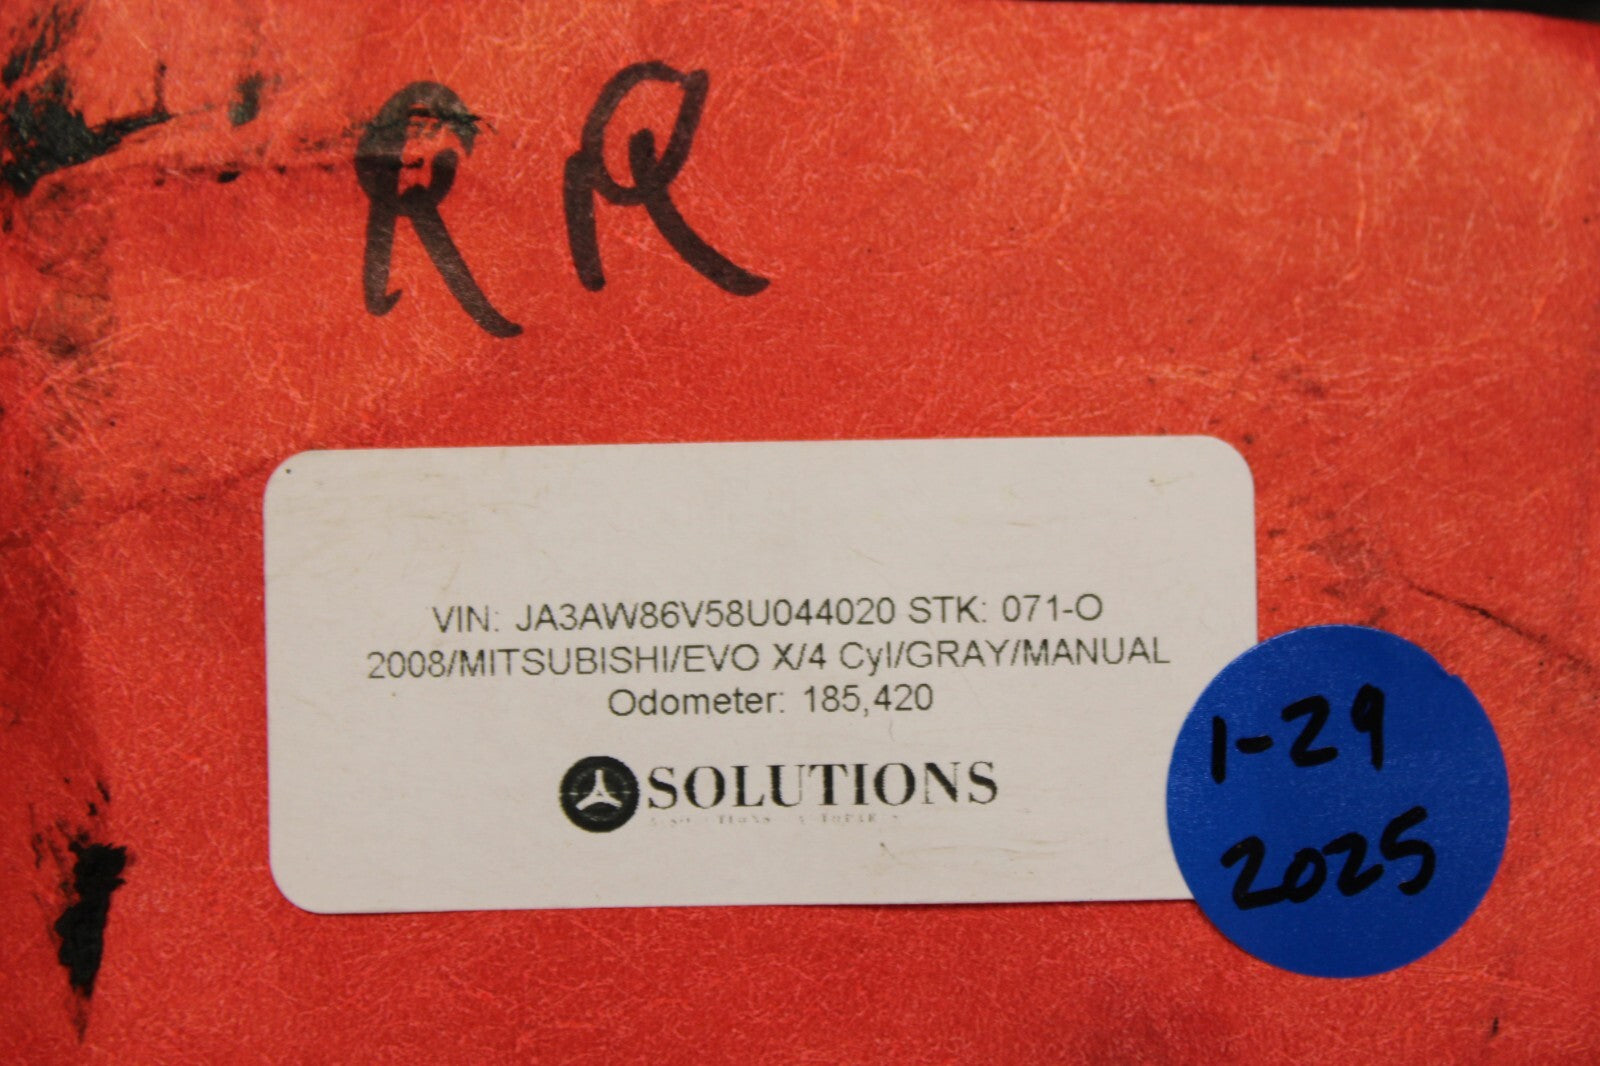 RR
VIN: JA3AW86V58U044020 STK: 071-O
2008/MITSUBISHI/EVO X/4 Cyl/GRAY/MANUAL
Odometer: 185,420
SOLUTIONS
1-29
2025